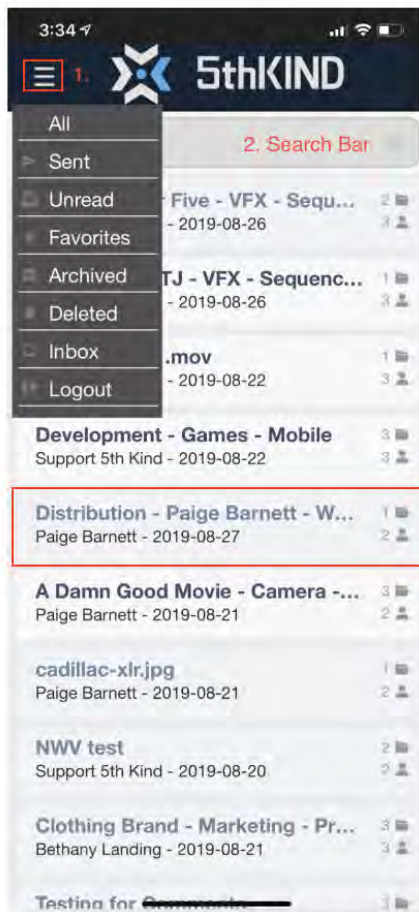 3:34
1.
5thKIND
2. Search Bar
All
Sent
Unread
Favorites
Archived
Deleted
Inbox
Logout
Five - VFX - Sequ... 2
- 2019-08-26 3
TJ - VFX - Sequenc... 1
- 2019-08-26 3
.mov 1
- 2019-08-22 3
Development - Games - Mobile 3
Support 5th Kind - 2019-08-22 3
Distribution - Paige Barnett - W... 1
Paige Barnett - 2019-08-27 2
A Damn Good Movie - Camera -... 3
Paige Barnett - 2019-08-21 2
cadillac-xlr.jpg 1
Paige Barnett - 2019-08-21 2
NWV test 2
Support 5th Kind - 2019-08-20 2
Clothing Brand - Marketing - Pr... 3
Bethany Landing - 2019-08-21 3
Testing for 3